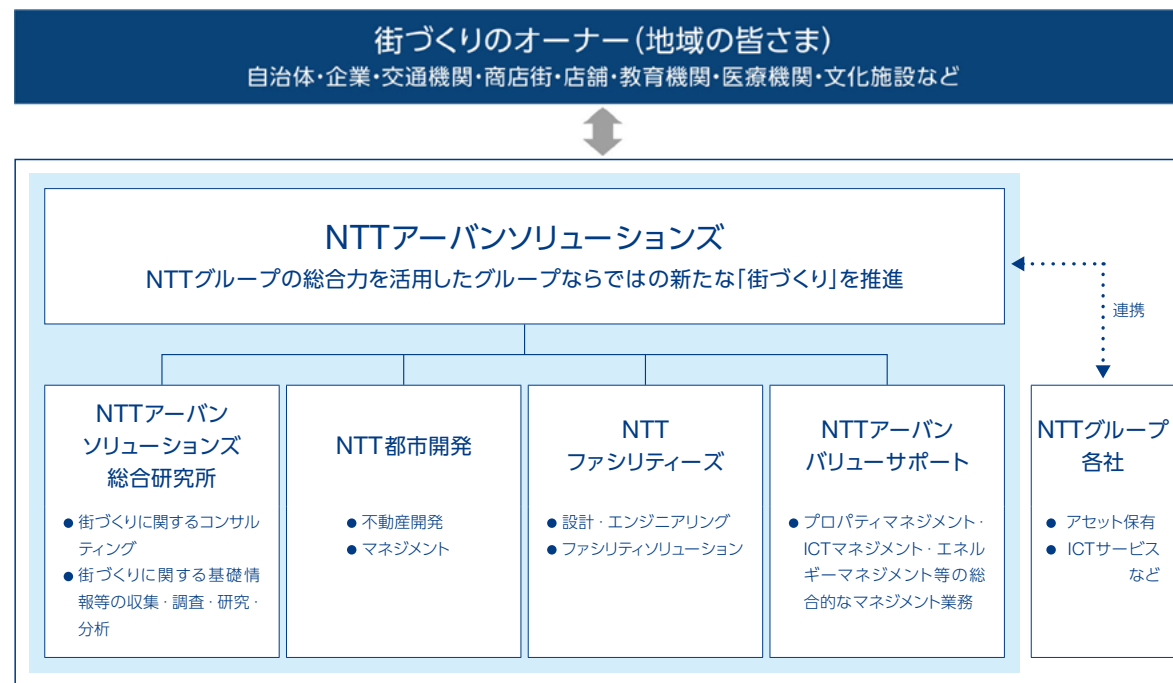 街づくりのオーナー(地域の皆さま)
自治体・企業・交通機関・商店街・店舗・教育機関・医療機関・文化施設など
NTTアーバンソリューションズ
NTTグループの総合力を活用したグループならではの新たな「街づくり」を推進
連携
NTTアーバン
ソリューションズ
総合研究所
● 街づくりに関するコンサル
ティング
● 街づくりに関する基礎情
報等の収集・調査・研究・
分析
NTT都市開発
● 不動産開発
● マネジメント
NTT
ファシリティーズ
● 設計・エンジニアリング
● ファシリティソリューション
NTTアーバン
バリューサポート
● プロパティマネジメント・
ICTマネジメント・エネル
ギーマネジメント等の総
合的なマネジメント業務
NTTグループ
各社
● アセット保有
● ICTサービス
など